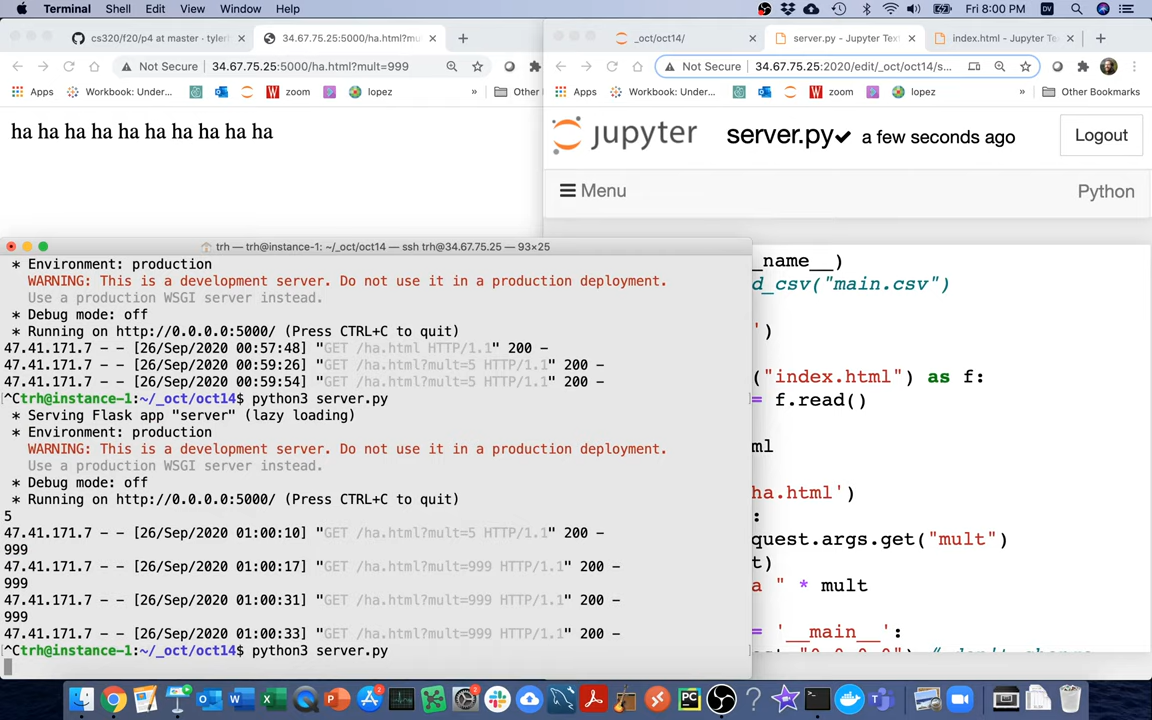 Terminal Shell Edit View Window Help Fri 8:00 PM DV
cs320/f20/p4 at master · tyler
34.67.75.25:5000/ha.html?mu
Not Secure 34.67.75.25:5000/ha.html?mult=999
Apps Workbook: Under... zoom lopez » Other
ha ha ha ha ha ha ha ha ha ha
_oct/oct14/
server.py - Jupyter Text
index.html - Jupyter Te
Not Secure 34.67.75.25:2020/edit/_oct/oct14/s...
Apps Workbook: Under... zoom lopez » Other Bookmarks
jupyter server.py✔ a few seconds ago Logout
Menu Python
trh — trh@instance-1: ~/_oct/oct14 — ssh trh@34.67.75.25 — 93×25
* Environment: production
WARNING: This is a development server. Do not use it in a production deployment.
Use a production WSGI server instead.
* Debug mode: off
* Running on http://0.0.0.0:5000/ (Press CTRL+C to quit)
47.41.171.7 - - [26/Sep/2020 00:57:48] "GET /ha.html HTTP/1.1" 200 -
47.41.171.7 - - [26/Sep/2020 00:59:26] "GET /ha.html?mult=5 HTTP/1.1" 200 -
47.41.171.7 - - [26/Sep/2020 00:59:54] "GET /ha.html?mult=5 HTTP/1.1" 200 -
^Ctrh@instance-1:~/_oct/oct14$ python3 server.py
* Serving Flask app "server" (lazy loading)
* Environment: production
WARNING: This is a development server. Do not use it in a production deployment.
Use a production WSGI server instead.
* Debug mode: off
* Running on http://0.0.0.0:5000/ (Press CTRL+C to quit)
5
47.41.171.7 - - [26/Sep/2020 01:00:10] "GET /ha.html?mult=5 HTTP/1.1" 200 -
999
47.41.171.7 - - [26/Sep/2020 01:00:17] "GET /ha.html?mult=999 HTTP/1.1" 200 -
999
47.41.171.7 - - [26/Sep/2020 01:00:31] "GET /ha.html?mult=999 HTTP/1.1" 200 -
999
47.41.171.7 - - [26/Sep/2020 01:00:33] "GET /ha.html?mult=999 HTTP/1.1" 200 -
^Ctrh@instance-1:~/_oct/oct14$ python3 server.py
_name__)
d_csv("main.csv")
')
("index.html") as f:
= f.read()
ml
ha.html')
:
quest.args.get("mult")
t)
a " * mult
= '__main__':